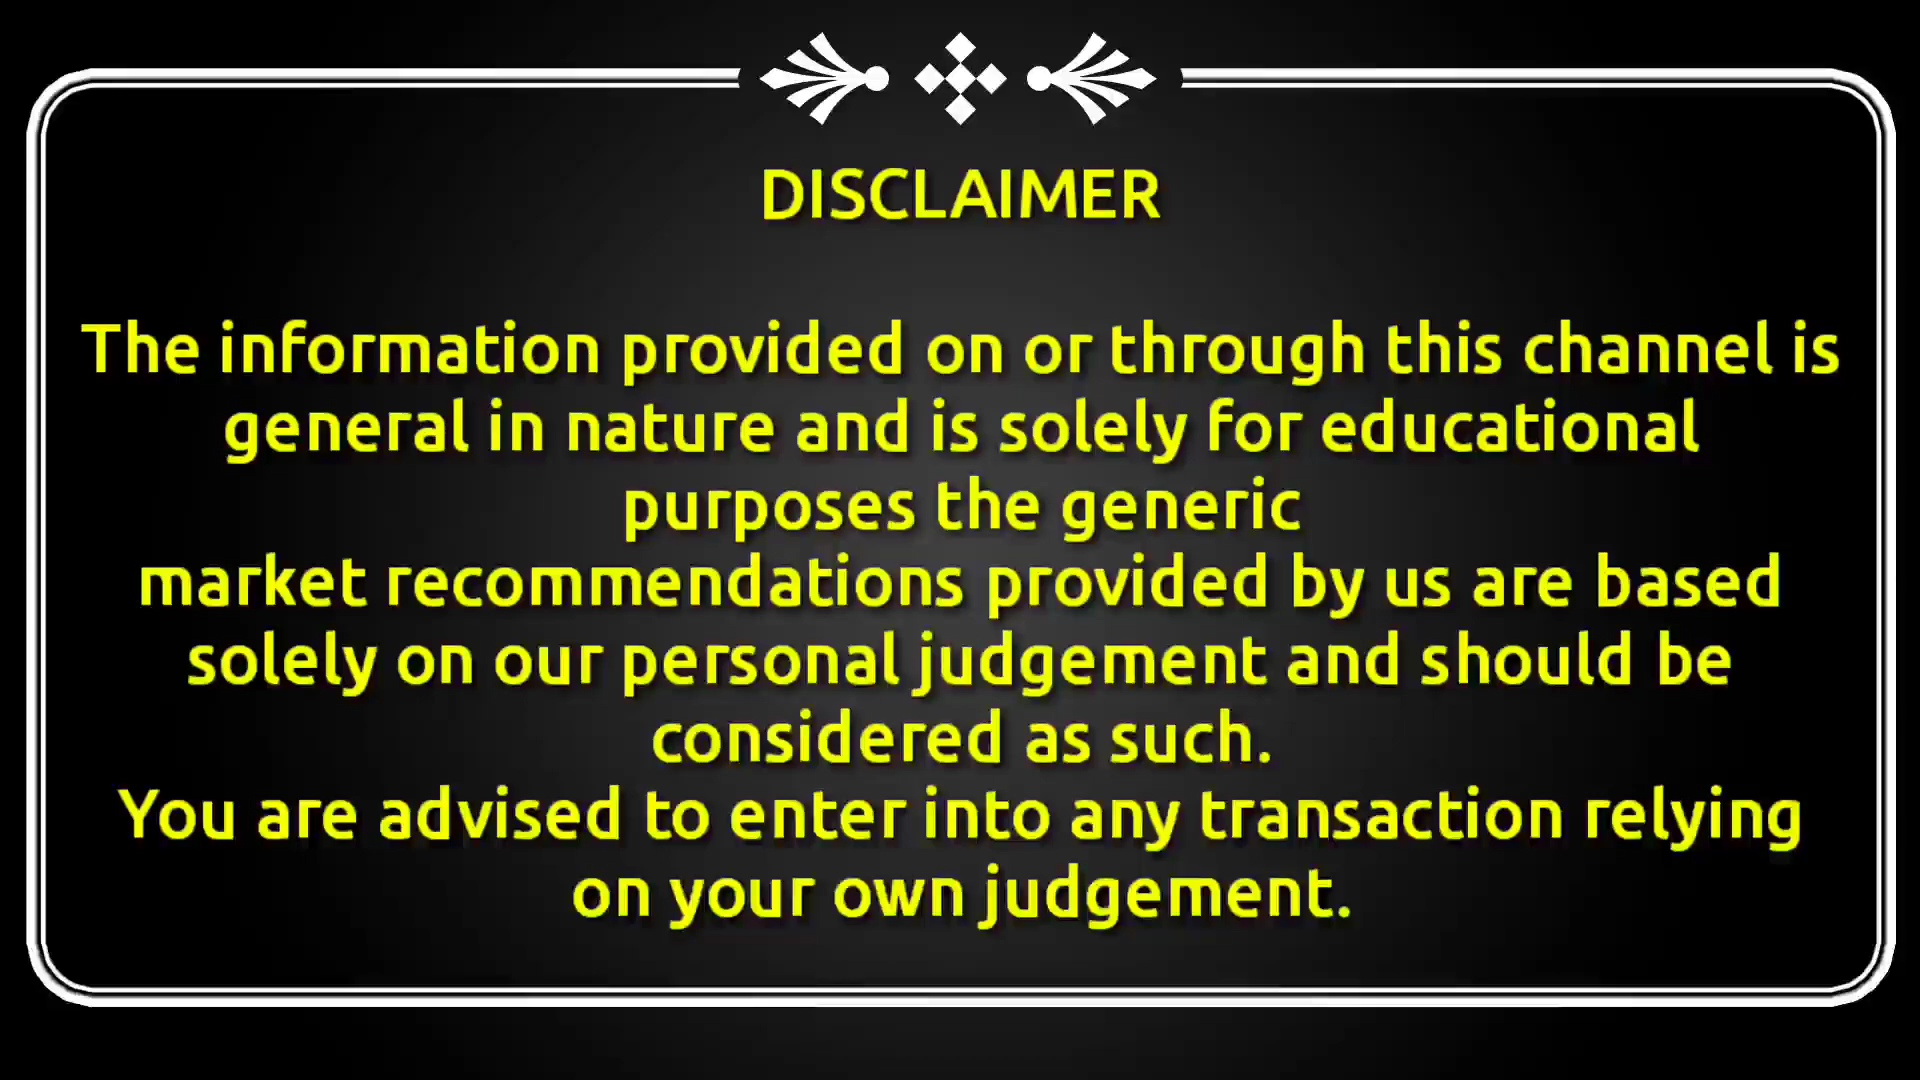 DISCLAIMER
The information provided on or through this channel is
general in nature and is solely for educational
purposes the generic
market recommendations provided by us are based
solely on our personal judgement and should be
considered as such.
You are advised to enter into any transaction relying
on your own judgement.